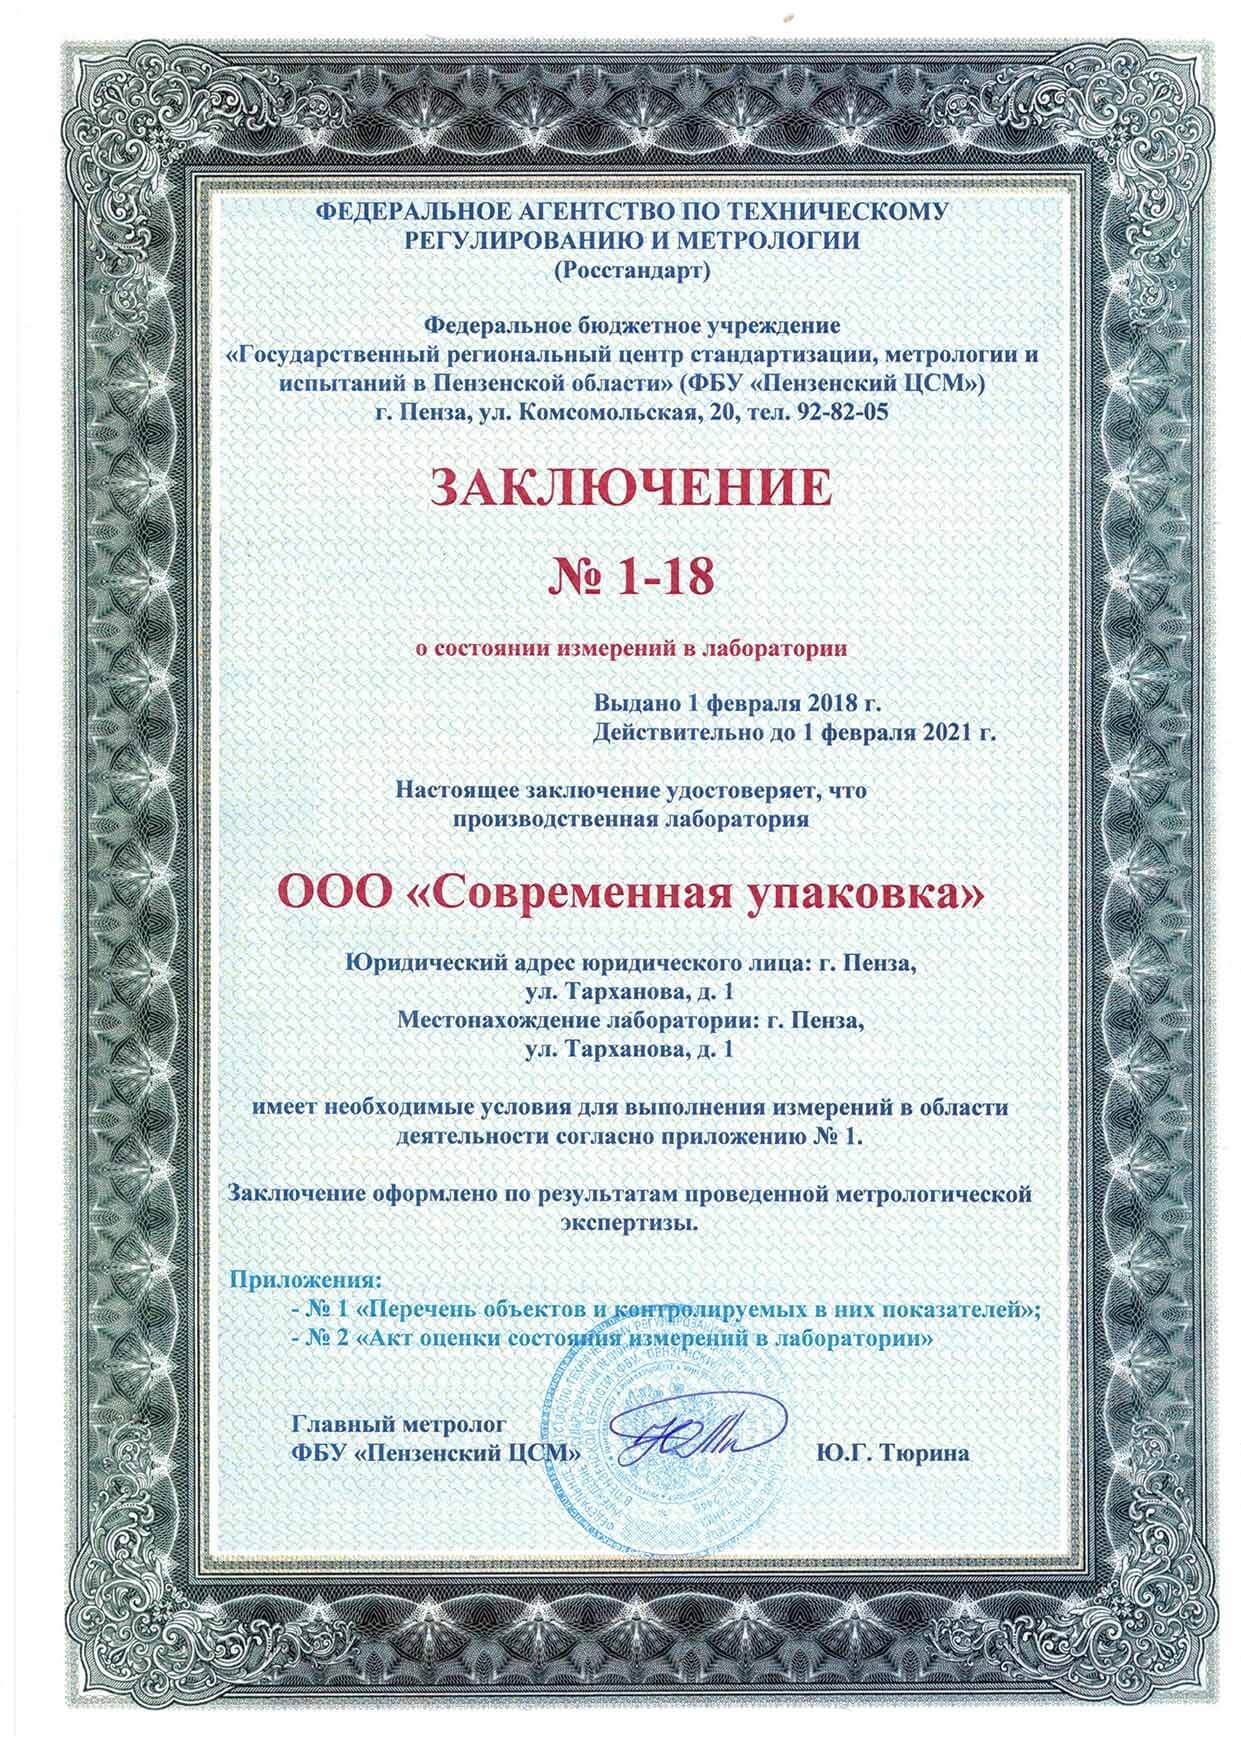 ФЕДЕРАЛЬНОЕ АГЕНТСТВО ПО ТЕХНИЧЕСКОМУ
РЕГУЛИРОВАНИЮ И МЕТРОЛОГИИ
(Росстандарт)
Федеральное бюджетное учреждение
«Государственный региональный центр стандартизации, метрологии и
испытаний в Пензенской области» (ФБУ «Пензенский ЦСМ»)
г. Пенза, ул. Комсомольская, 20, тел. 92-82-05
ЗАКЛЮЧЕНИЕ
№ 1-18
о состоянии измерений в лаборатории
Выдано 1 февраля 2018 г.
Действительно до 1 февраля 2021 г.
Настоящее заключение удостоверяет, что
производственная лаборатория
ООО «Современная упаковка»
Юридический адрес юридического лица: г. Пенза,
ул. Тарханова, д. 1
Местонахождение лаборатории: г. Пенза,
ул. Тарханова, д. 1
имеет необходимые условия для выполнения измерений в области
деятельности согласно приложению № 1.
Заключение оформлено по результатам проведенной метрологической
экспертизы.
Приложения:
- № 1 «Перечень объектов и контролируемых в них показателей»;
- № 2 «Акт оценки состояния измерений в лаборатории»
Главный метролог
ФБУ «Пензенский ЦСМ»
Ю.Г. Тюрина